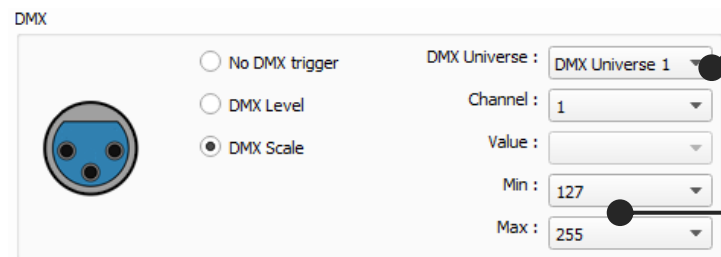 DMX
No DMX trigger
DMX Level
DMX Scale
DMX Universe : DMX Universe 1
Channel : 1
Value :
Min : 127
Max : 255